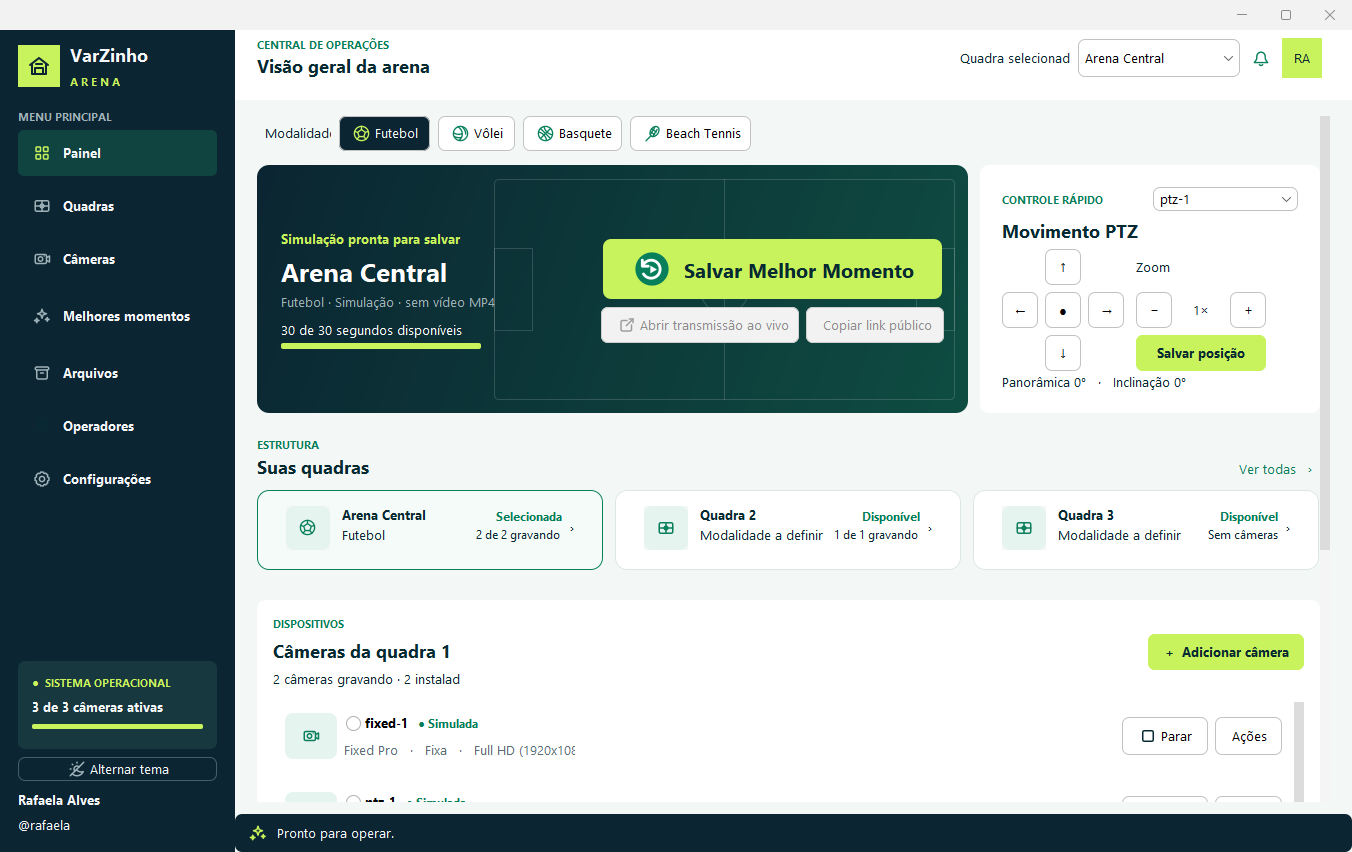 VarZinho
ARENA
MENU PRINCIPAL
Painel
Quadras
Câmeras
Melhores momentos
Arquivos
Operadores
Configurações
● SISTEMA OPERACIONAL
3 de 3 câmeras ativas
Alternar tema
Rafaela Alves
@rafaela
CENTRAL DE OPERAÇÕES
Visão geral da arena
Quadra selecionad
Arena Central
RA
Modalidad
Futebol
Vôlei
Basquete
Beach Tennis
Simulação pronta para salvar
Arena Central
Futebol · Simulação · sem vídeo MP4
30 de 30 segundos disponíveis
Salvar Melhor Momento
Abrir transmissão ao vivo
Copiar link público
CONTROLE RÁPIDO
ptz-1
Movimento PTZ
↑
Zoom
← ● → − 1× +
↓
Salvar posição
Panorâmica 0° · Inclinação 0°
ESTRUTURA
Suas quadras
Ver todas ›
Arena Central
Futebol
Selecionada
2 de 2 gravando ›
Quadra 2
Modalidade a definir
Disponível
1 de 1 gravando ›
Quadra 3
Modalidade a definir
Disponível
Sem câmeras ›
DISPOSITIVOS
Câmeras da quadra 1
2 câmeras gravando · 2 instalad
+ Adicionar câmera
fixed-1 ● Simulada
Fixed Pro · Fixa · Full HD (1920x108
Parar
Ações
ptz-1 ● Simulada
Pronto para operar.